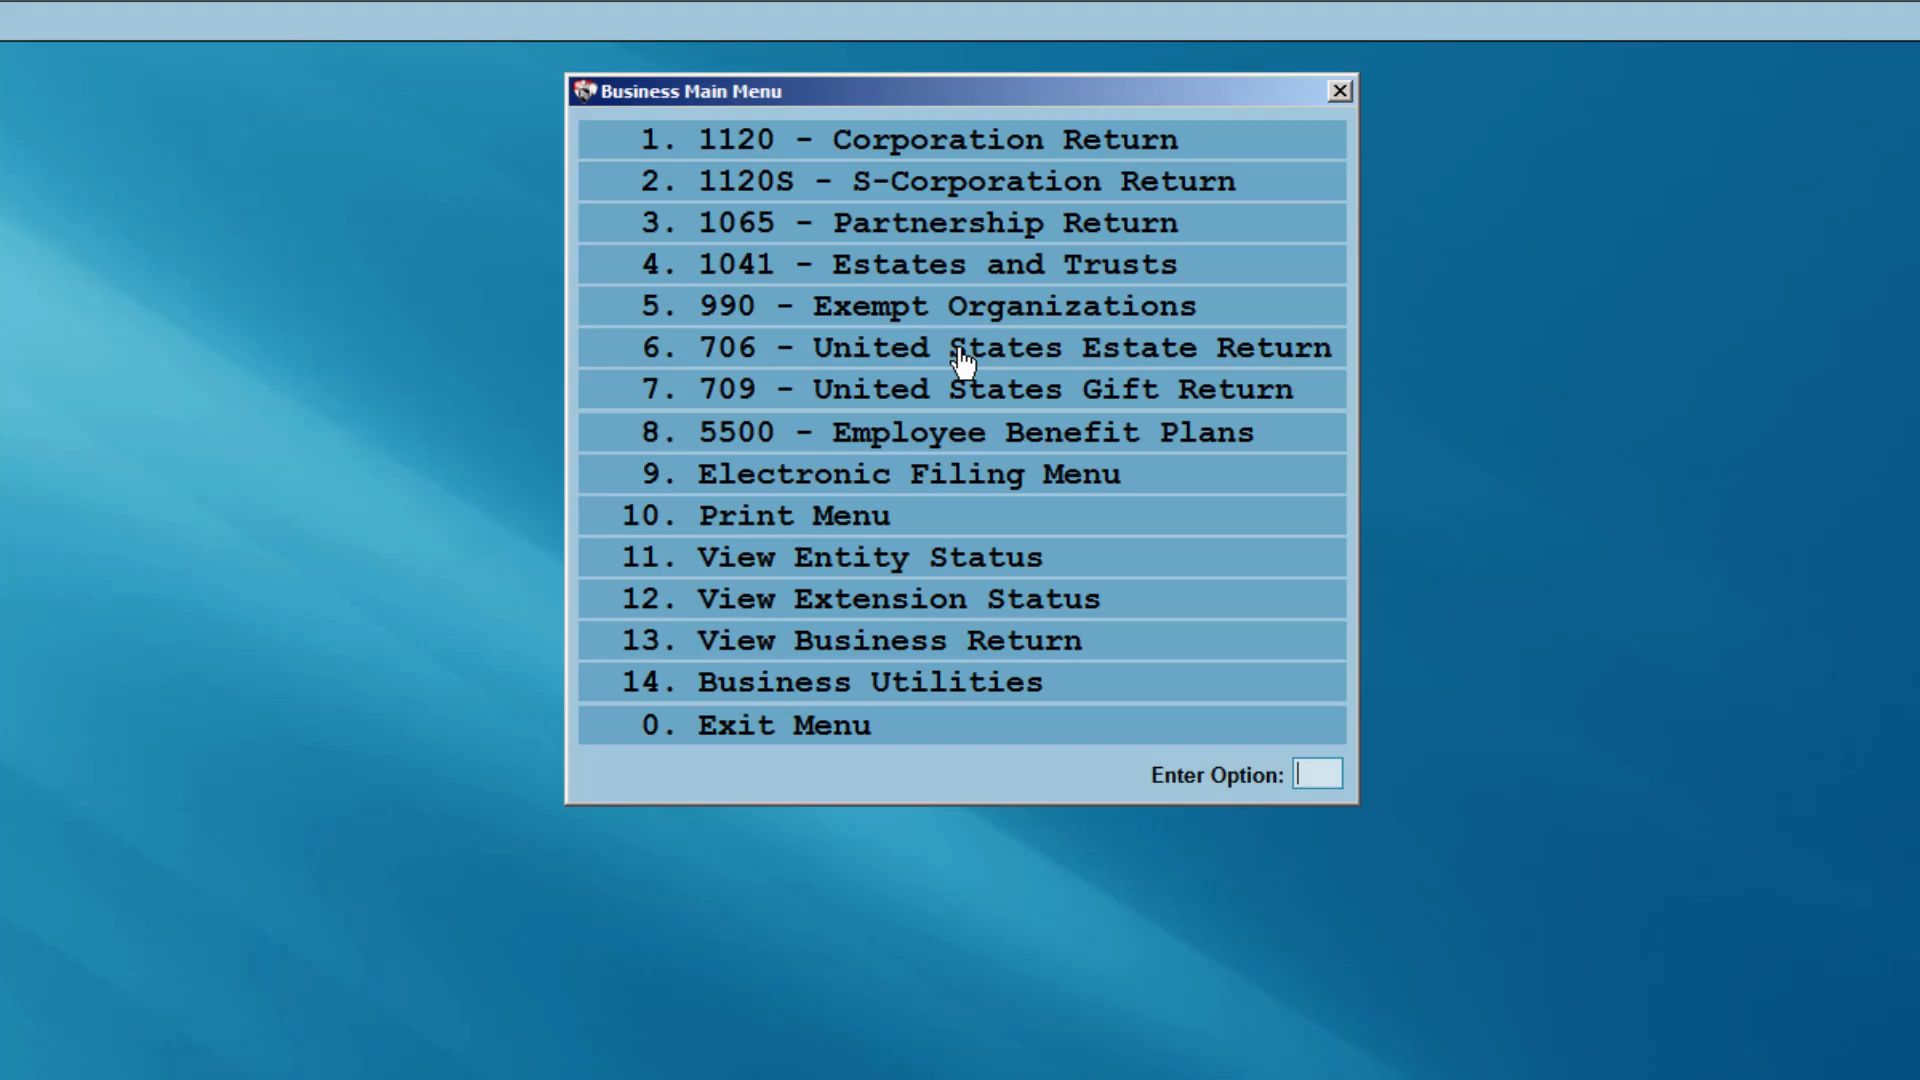 Business Main Menu
1. 1120 - Corporation Return
2. 1120S - S-Corporation Return
3. 1065 - Partnership Return
4. 1041 - Estates and Trusts
5. 990 - Exempt Organizations
6. 706 - United States Estate Return
7. 709 - United States Gift Return
8. 5500 - Employee Benefit Plans
9. Electronic Filing Menu
10. Print Menu
11. View Entity Status
12. View Extension Status
13. View Business Return
14. Business Utilities
0. Exit Menu
Enter Option: